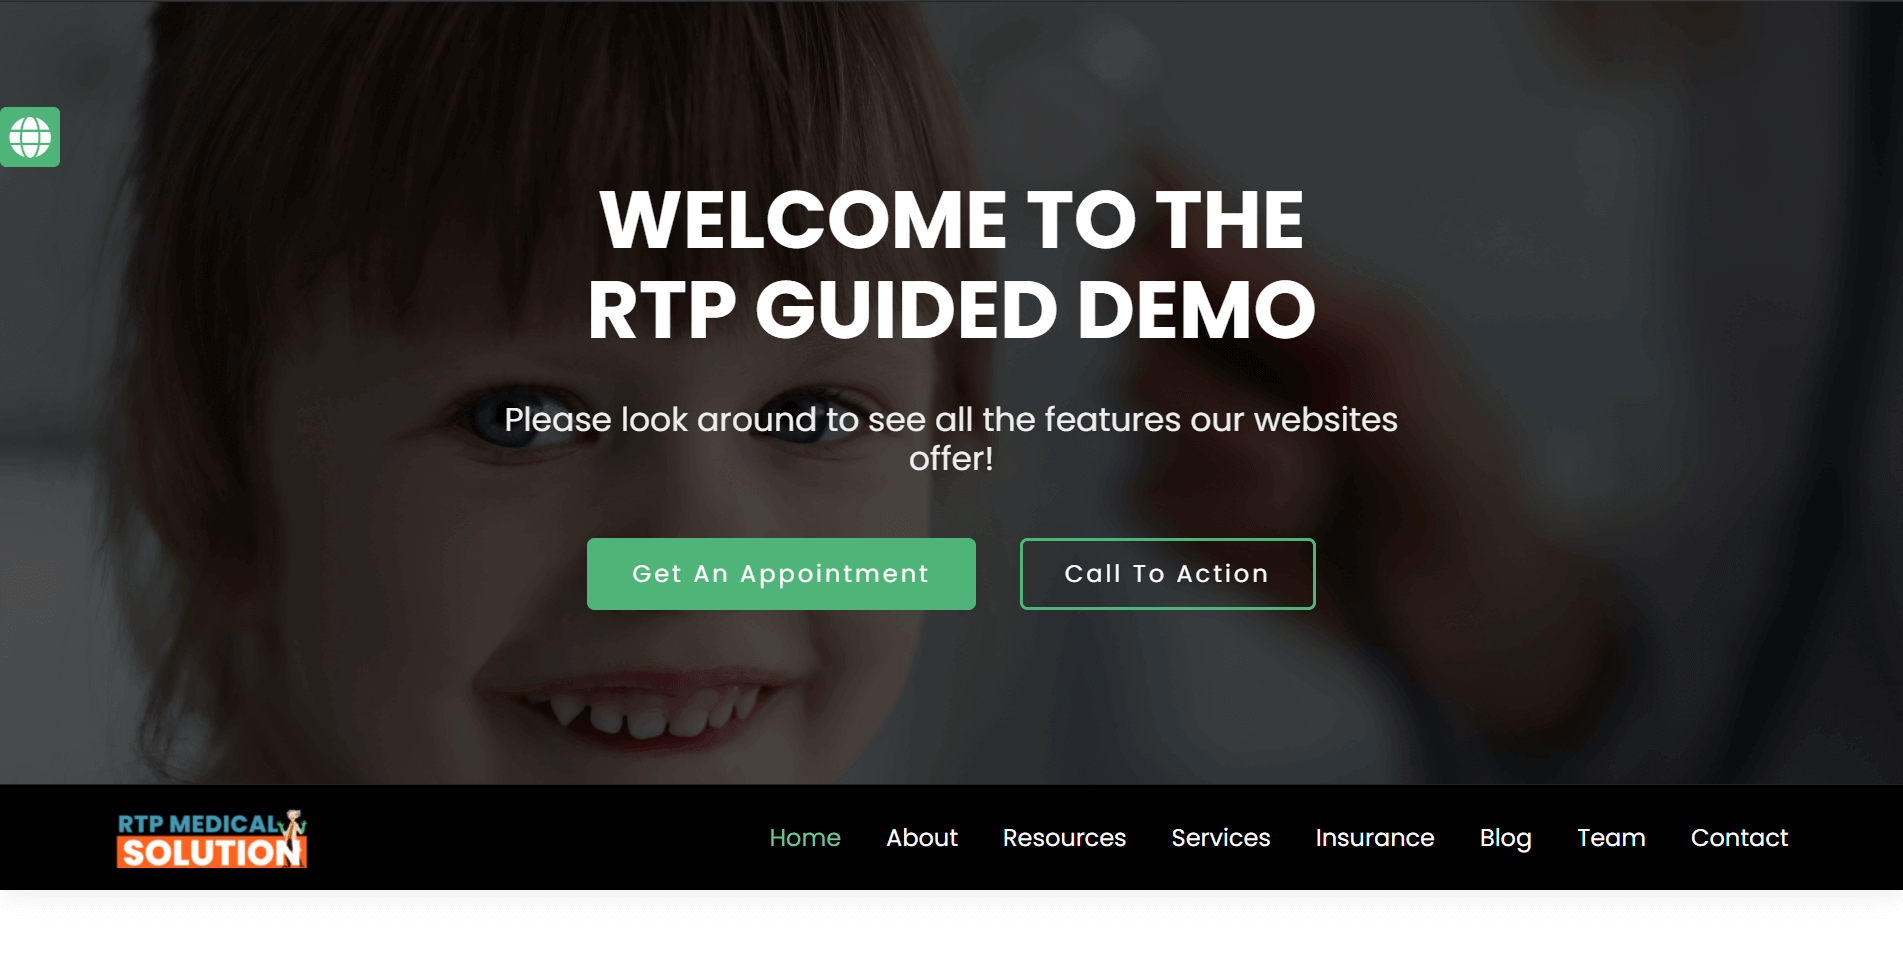 WELCOME TO THE
RTP GUIDED DEMO
Please look around to see all the features our websites
offer!
Get An Appointment
Call To Action
RTP MEDICAL
SOLUTION
Home
About
Resources
Services
Insurance
Blog
Team
Contact